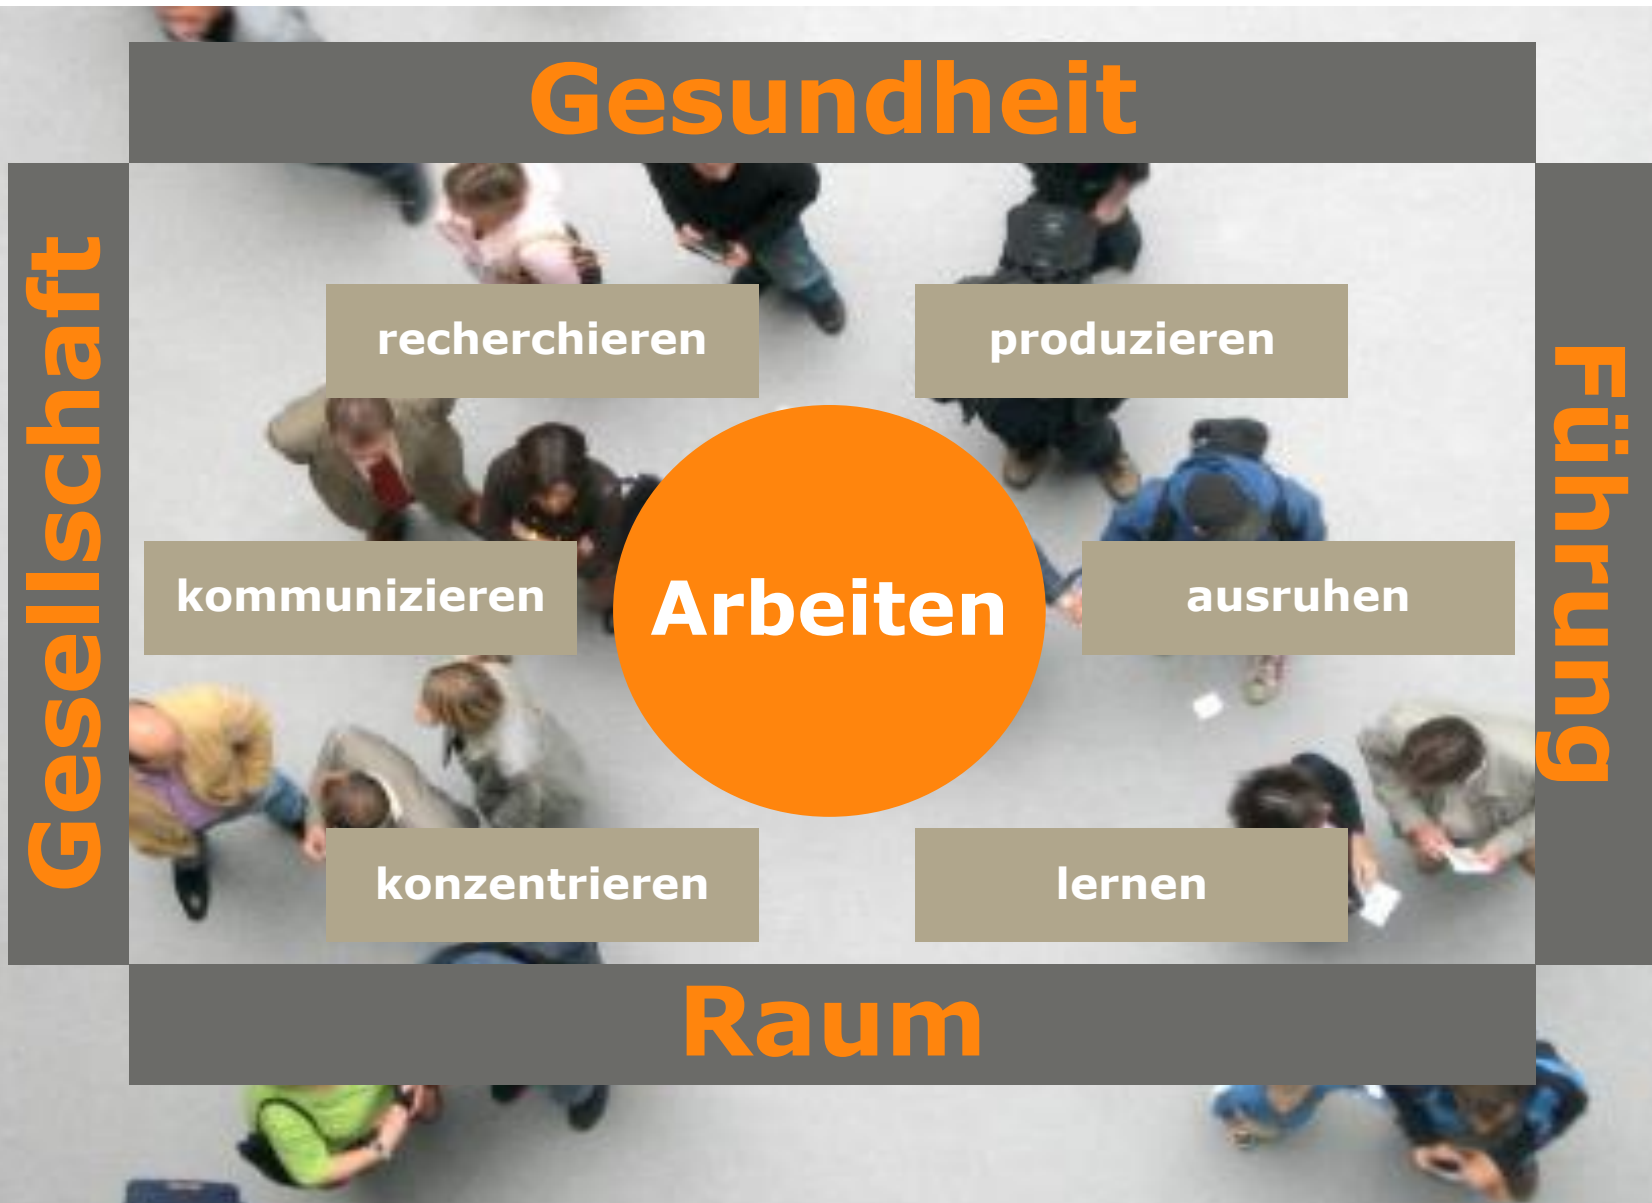 Gesundheit
Gesellschaft
Führung
recherchieren
produzieren
kommunizieren
Arbeiten
ausruhen
konzentrieren
lernen
Raum